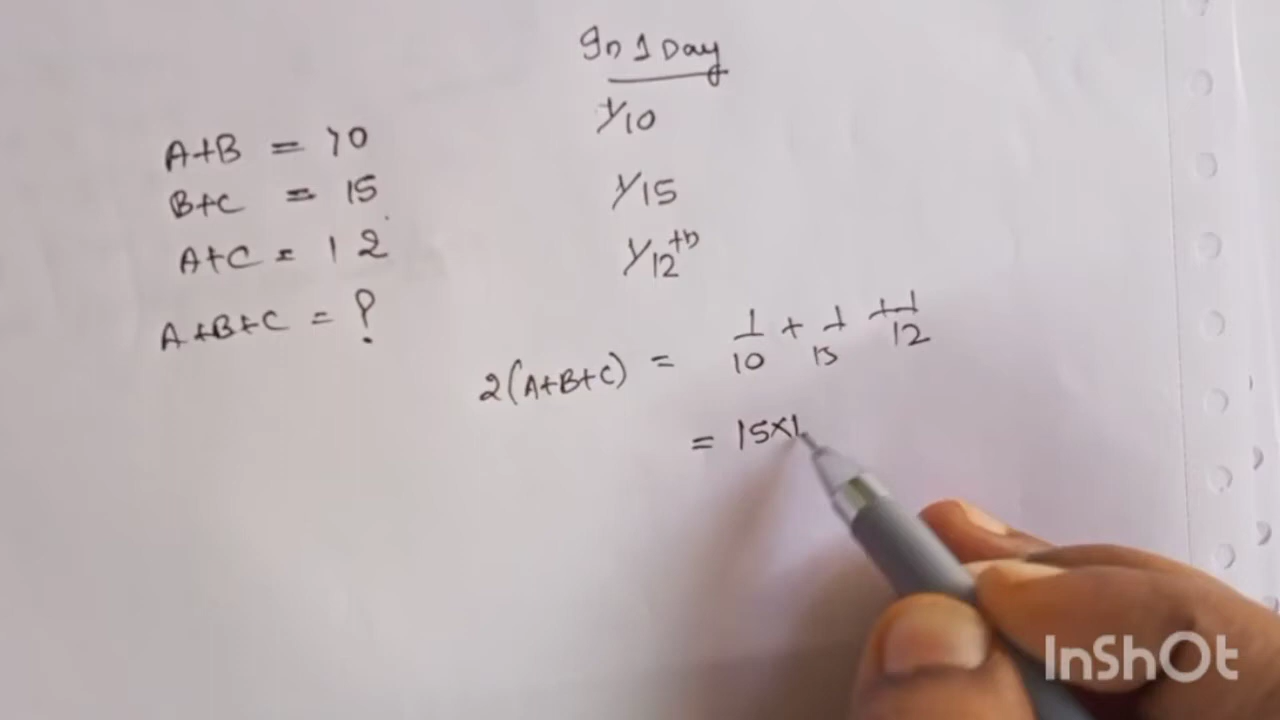 In 1 Day
A+B = 10
1/10
B+C = 15
1/15
A+C = 12
1/12th
A+B+C = ?
2(A+B+C) = 1/10 + 1/15 + 1/12
= 15×1
InShOt